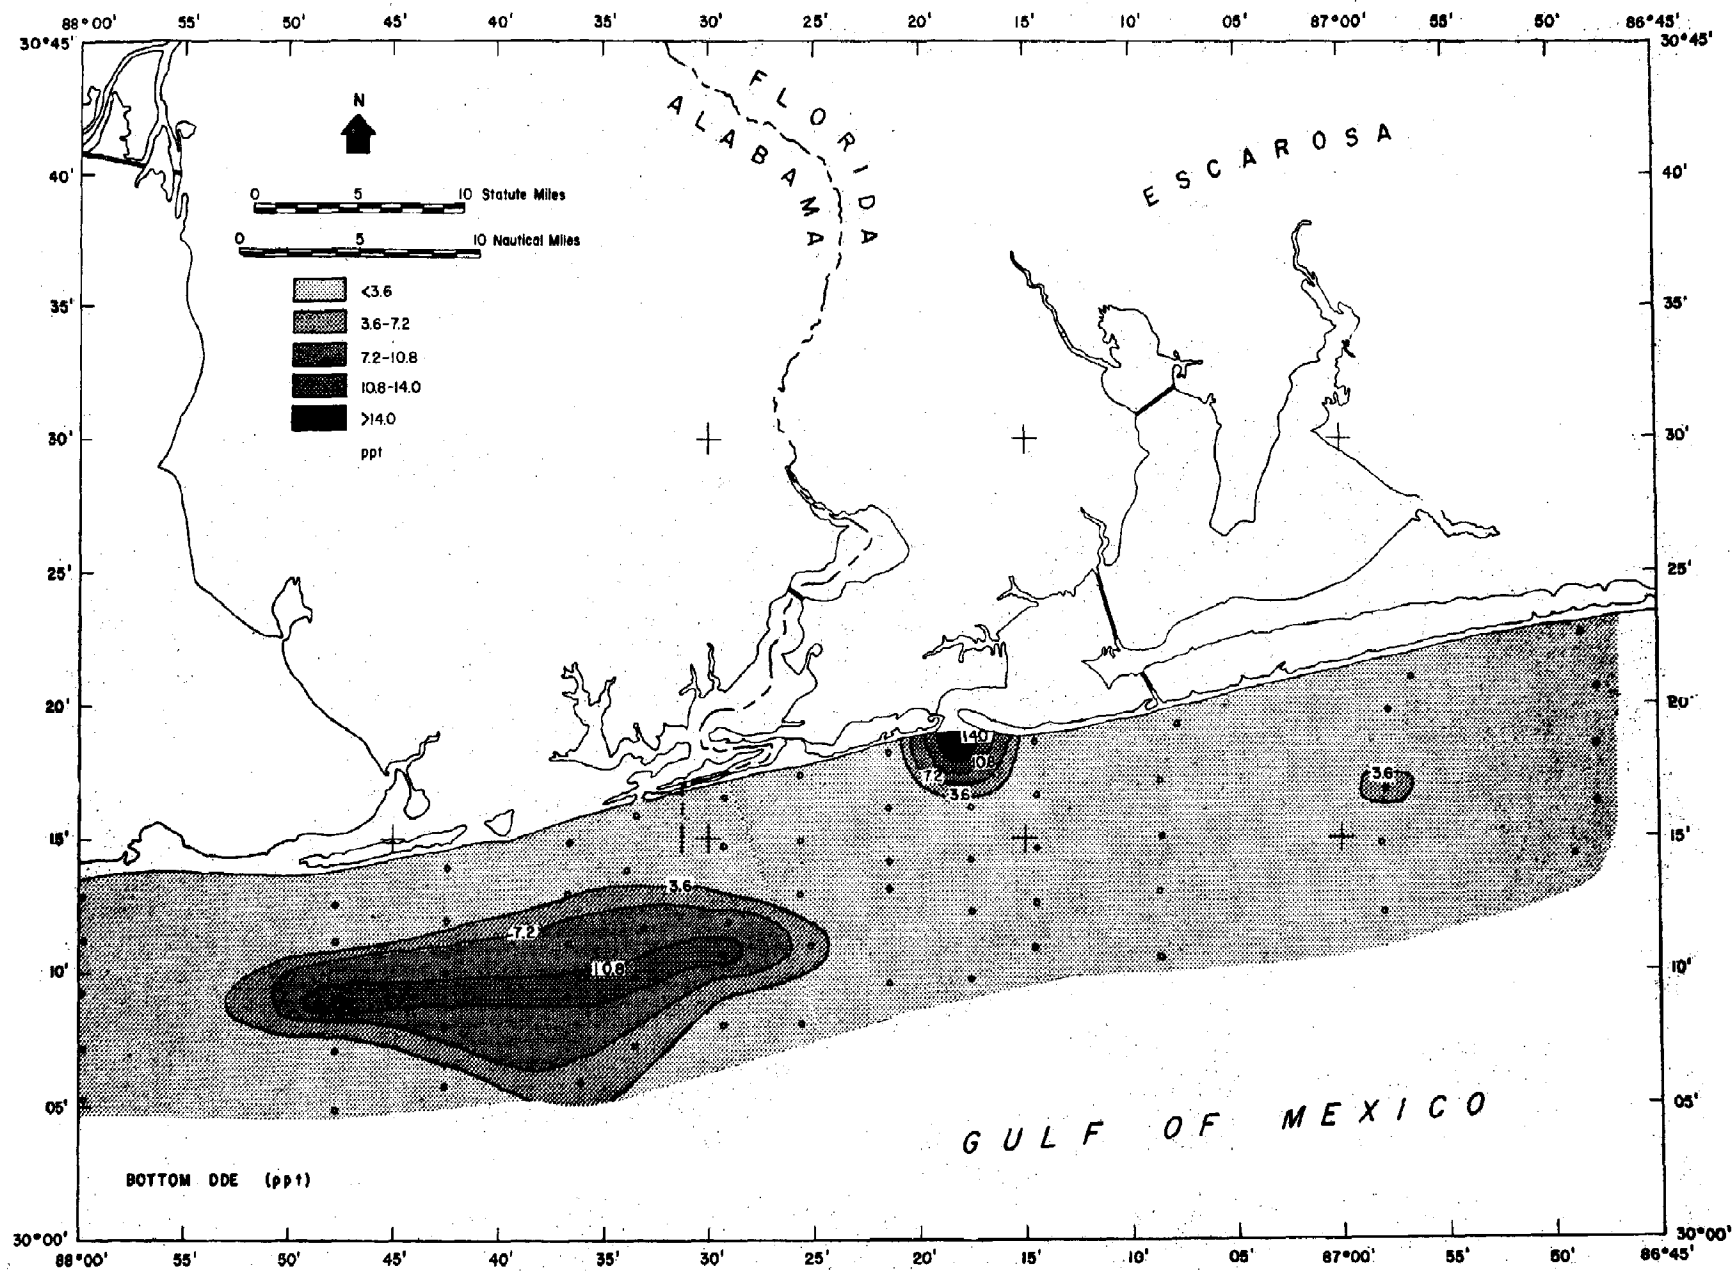 88°00' 55' 50' 45' 40' 35' 30' 25' 20' 15' 10' 05' 87°00' 55' 50' 86°45'
30°45' 30°45'
FLORIDA
ALABAMA
N
ESCAROSA
40' 40'
0 5 10 Statute Miles
0 5 10 Nautical Miles
<3.6
35' 35'
3.6-7.2
7.2-10.8
10.8-14.0
>14.0
30' 30'
ppt
25' 25'
20' 20'
14.0
10.8
7.2
3.6
3.6
15' 15'
3.6
7.2
10.8
10' 10'
05' 05'
GULF OF MEXICO
BOTTOM DDE (ppt)
30°00' 30°00'
88°00' 55' 50' 45' 40' 35' 30' 25' 20' 15' 10' 05' 87°00' 55' 50' 86°45'